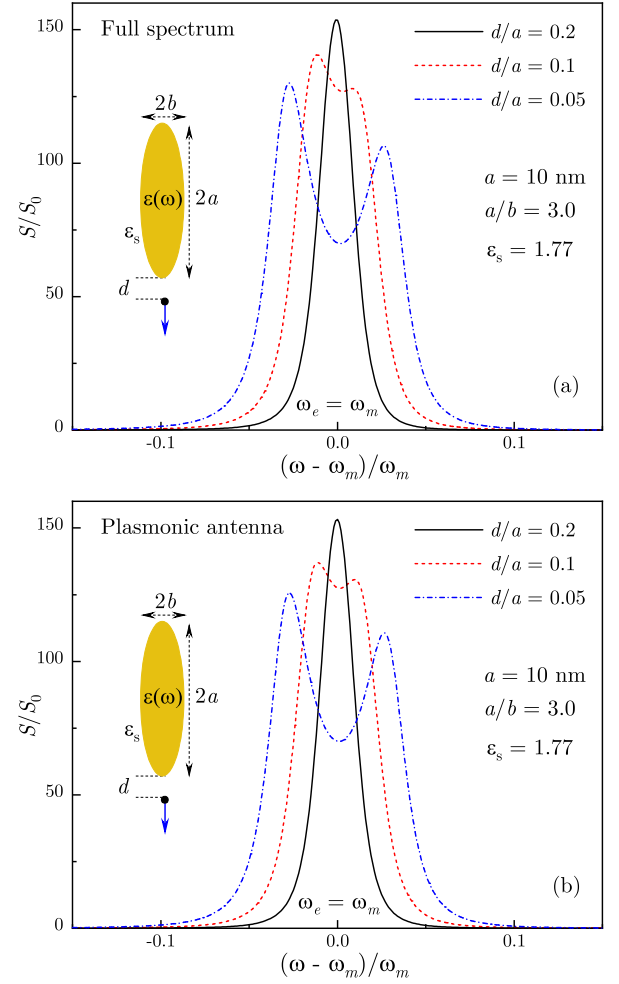 Full spectrum
d/a = 0.2
d/a = 0.1
d/a = 0.05
150
100
50
0
S/S₀
2b
ε(ω)
2a
εₛ
d
a = 10 nm
a/b = 3.0
εₛ = 1.77
(a)
ωₑ = ωₘ
-0.1
0.0
0.1
(ω - ωₘ)/ωₘ
Plasmonic antenna
d/a = 0.2
d/a = 0.1
d/a = 0.05
150
100
50
0
S/S₀
2b
ε(ω)
2a
εₛ
d
a = 10 nm
a/b = 3.0
εₛ = 1.77
(b)
ωₑ = ωₘ
-0.1
0.0
0.1
(ω - ωₘ)/ωₘ